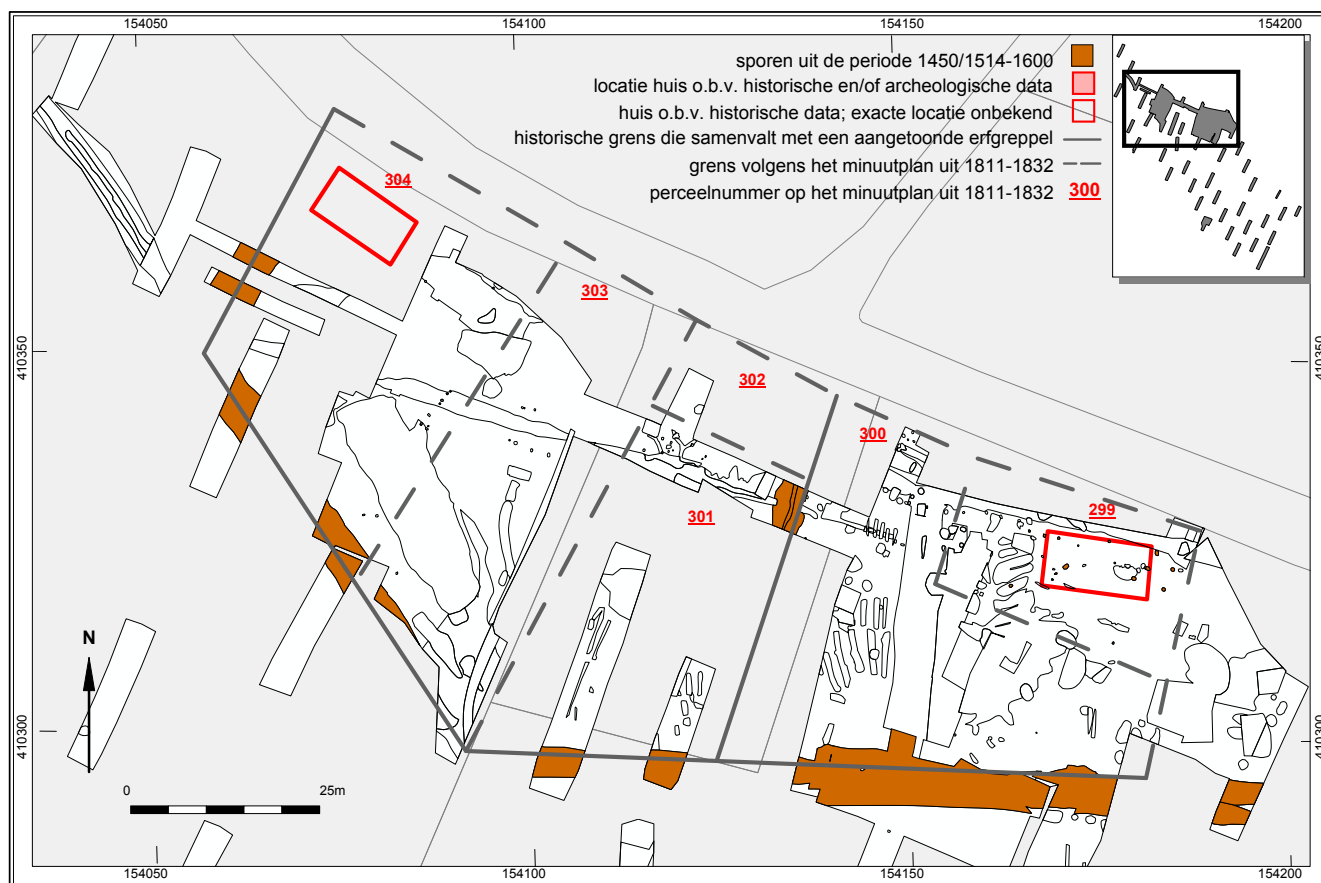 154050
154100
154150
154200
sporen uit de periode 1450/1514-1600
locatie huis o.b.v. historische en/of archeologische data
huis o.b.v. historische data; exacte locatie onbekend
historische grens die samenvalt met een aangetoonde erfgreppel
grens volgens het minuutplan uit 1811-1832
perceelnummer op het minuutplan uit 1811-1832 300
304
303
410350
410350
302
300
299
301
N
410300
410300
0 25m
154050
154100
154150
154200